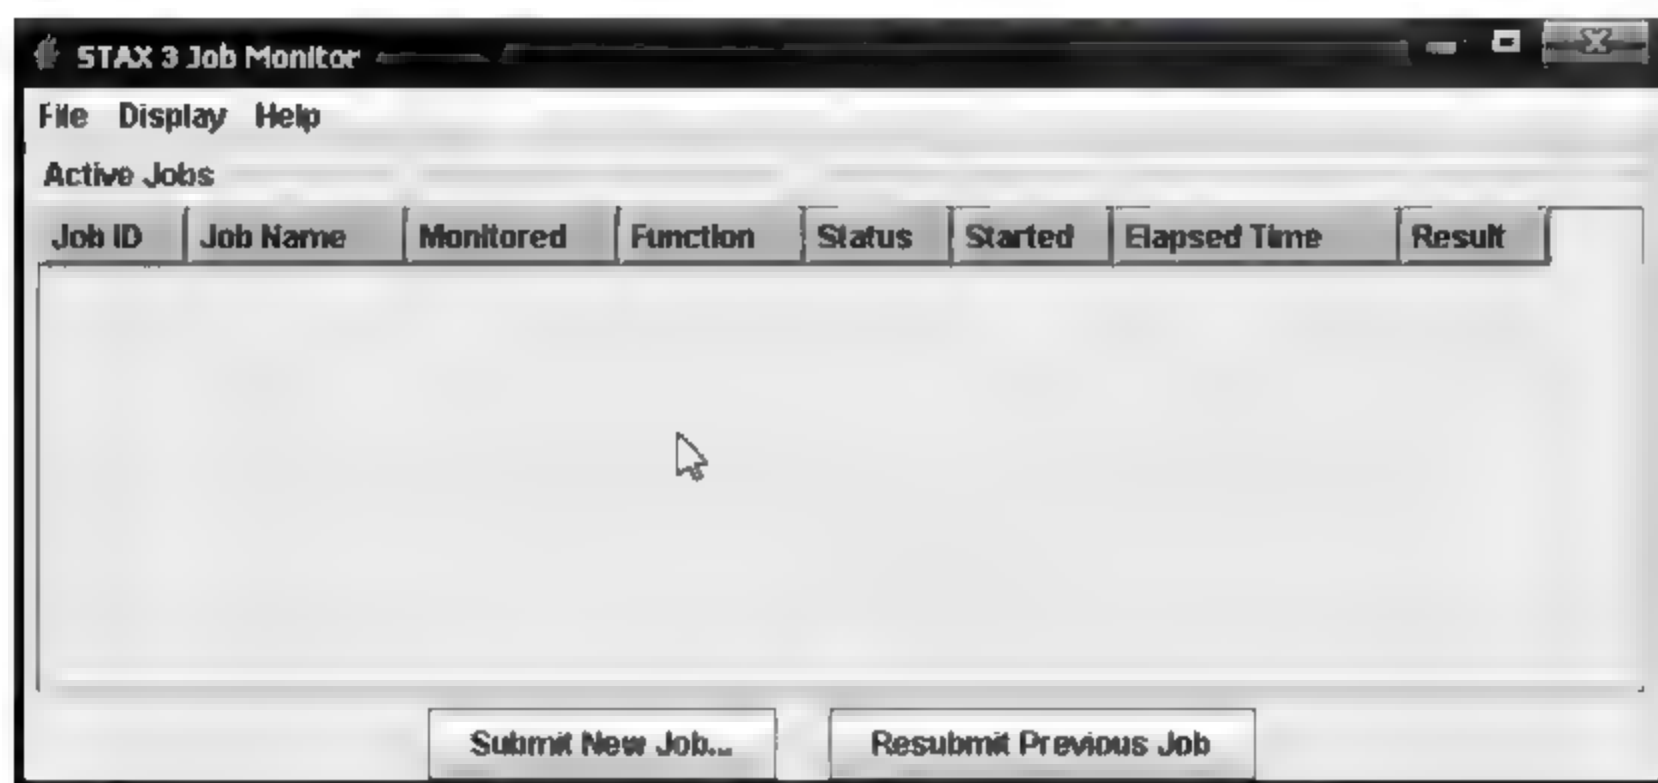 STAX 3 Job Monitor
File Display Help
Active Jobs
Job ID Job Name Monitored Function Status Started Elapsed Time Result
Submit New Job... Resubmit Previous Job